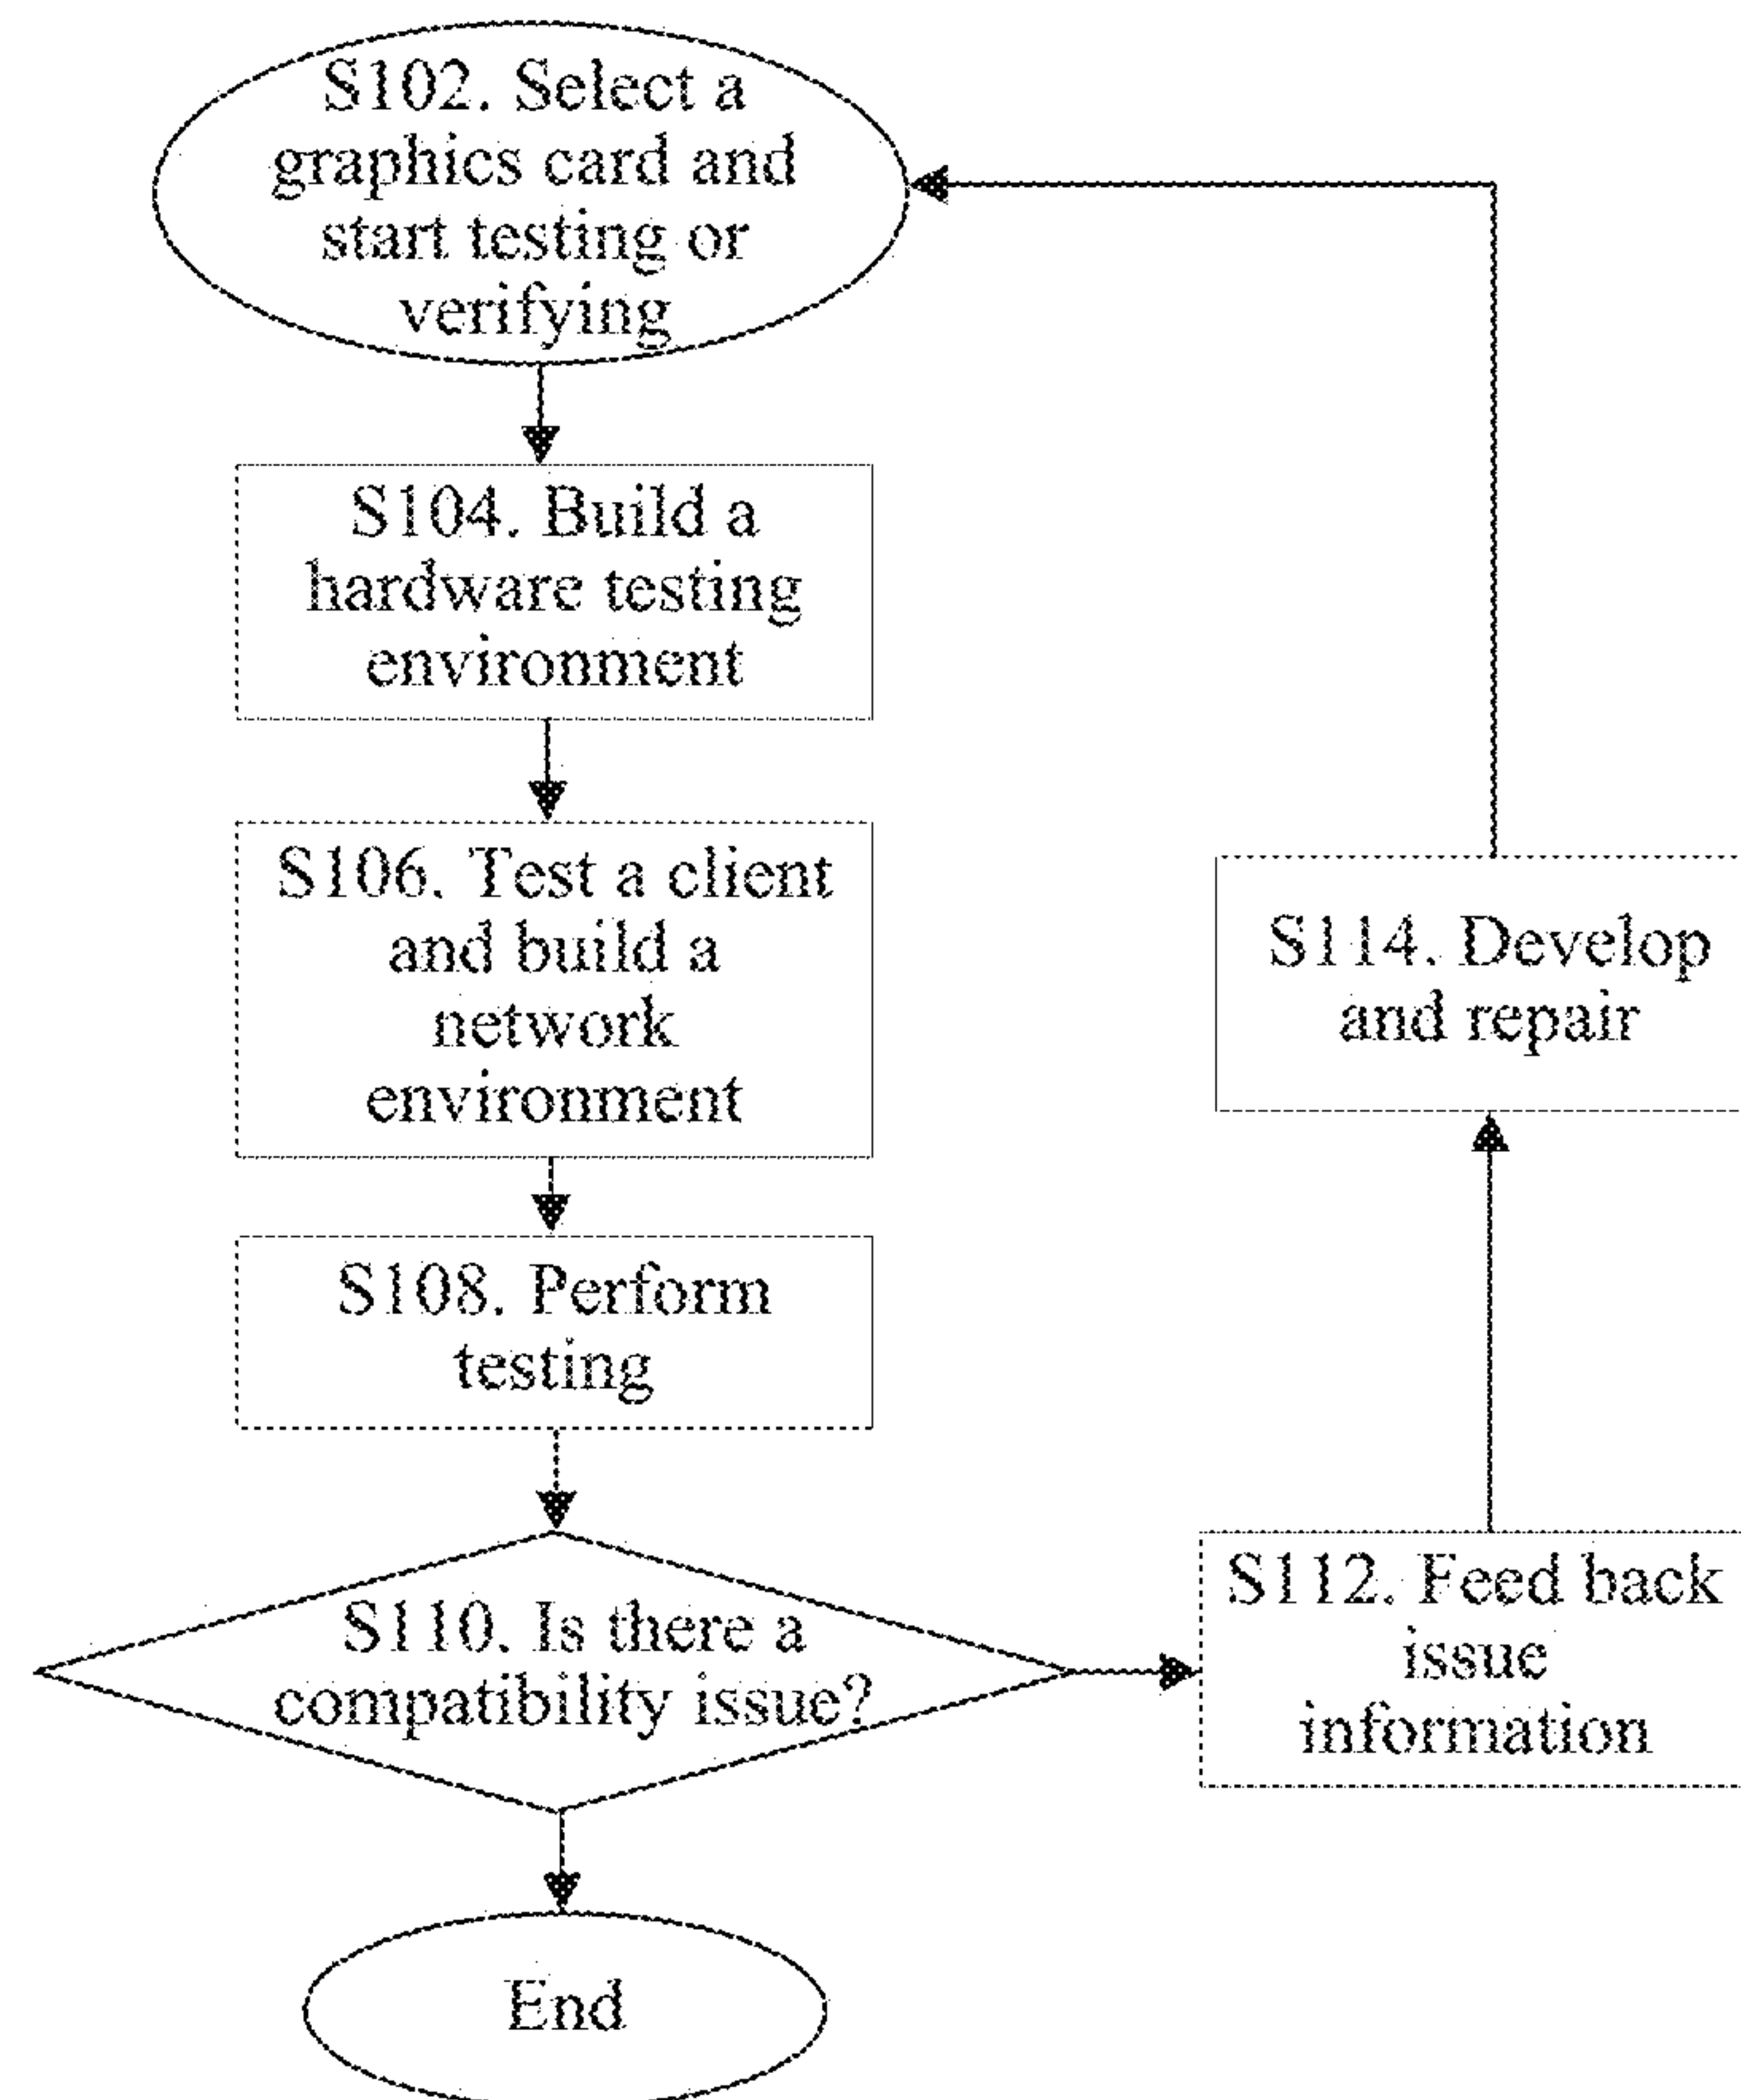 S102. Select a
graphics card and
start testing or
verifying
S104. Build a
hardware testing
environment
S106. Test a client
and build a
network
environment
S108. Perform
testing
S110. Is there a
compatibility issue?
S112. Feed back
issue
information
S114. Develop
and repair
End